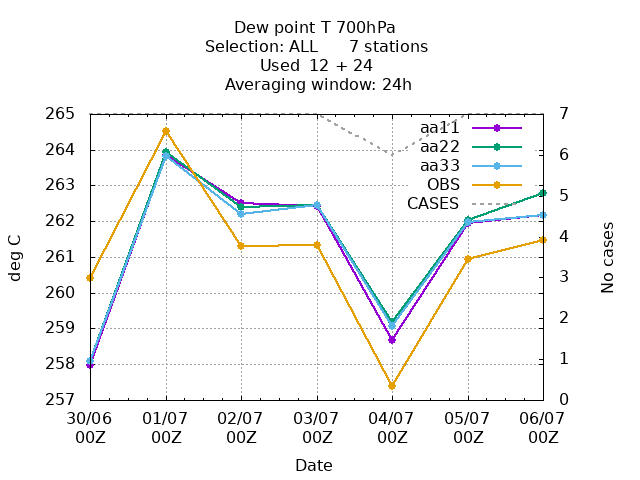 Dew point T 700hPa
Selection: ALL      7 stations
Used  12 + 24
Averaging window: 24h
265
264
263
262
261
260
259
258
257
deg C
7
6
5
4
3
2
1
0
No cases
aa11
aa22
aa33
OBS
CASES
30/06 01/07 02/07 03/07 04/07 05/07 06/07
00Z 00Z 00Z 00Z 00Z 00Z 00Z
Date